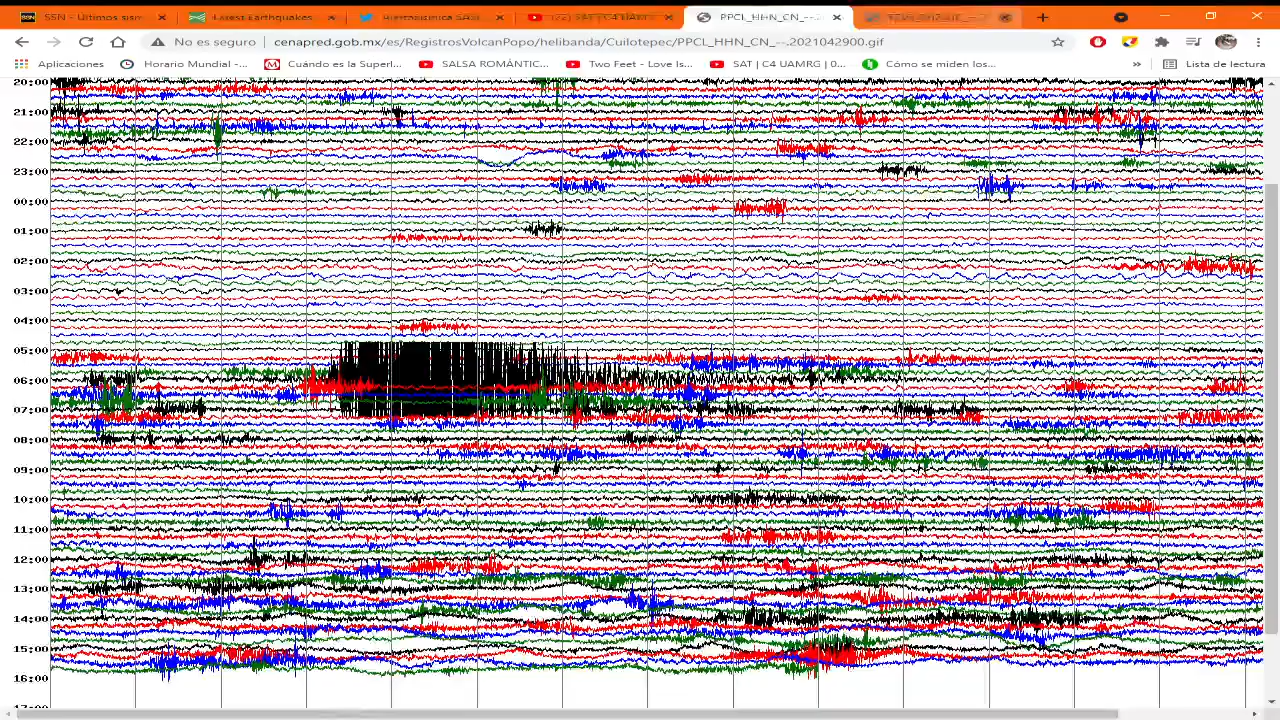 SSN - Últimos sism
Latest Earthquakes
(22) SAT | C4 UAM
PPCL_HHN_CN_--.
No es seguro
cenapred.gob.mx/es/RegistrosVolcanPopo/helibanda/Cuilotepec/PPCL_HHN_CN_--.2021042900.gif
Aplicaciones
Horario Mundial -...
Cuándo es la Superl...
SALSA ROMÁNTIC...
Two Feet - Love Is...
SAT | C4 UAMRG | 0...
Cómo se miden los...
»
Lista de lectura
20:00
21:00
22:00
23:00
00:00
01:00
02:00
03:00
04:00
05:00
06:00
07:00
08:00
09:00
10:00
11:00
12:00
13:00
14:00
15:00
16:00